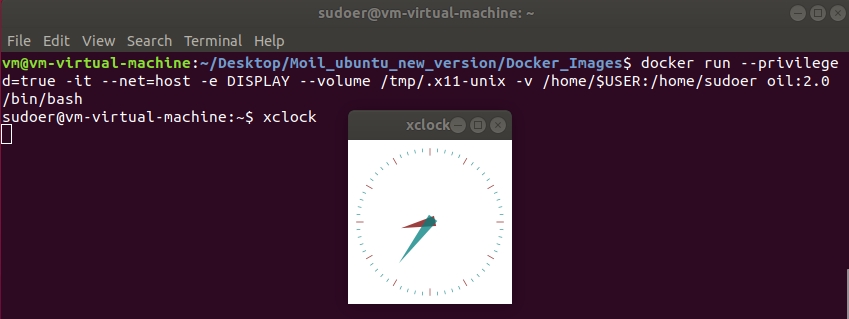 sudoer@vm-virtual-machine: ~
File Edit View Search Terminal Help
vm@vm-virtual-machine:~/Desktop/Moil_ubuntu_new_version/Docker_Images$ docker run --privilege
d=true -it --net=host -e DISPLAY --volume /tmp/.x11-unix -v /home/$USER:/home/sudoer oil:2.0
/bin/bash
sudoer@vm-virtual-machine:~$ xclock
xclock